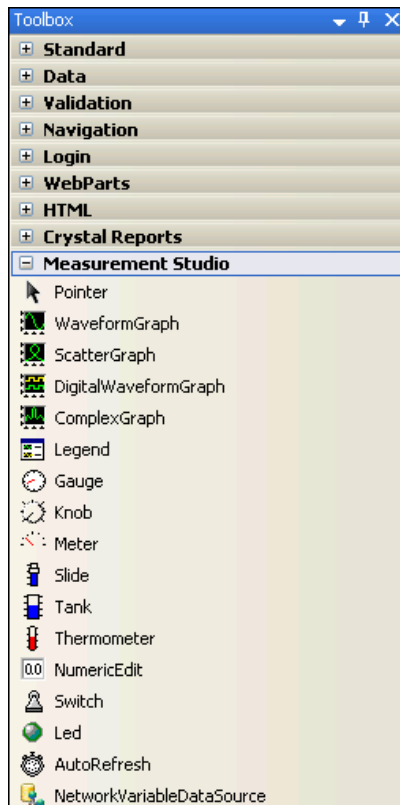 Toolbox
Standard
Data
Validation
Navigation
Login
WebParts
HTML
Crystal Reports
Measurement Studio
Pointer
WaveformGraph
ScatterGraph
DigitalWaveformGraph
ComplexGraph
Legend
Gauge
Knob
Meter
Slide
Tank
Thermometer
0.0 NumericEdit
Switch
Led
AutoRefresh
NetworkVariableDataSource